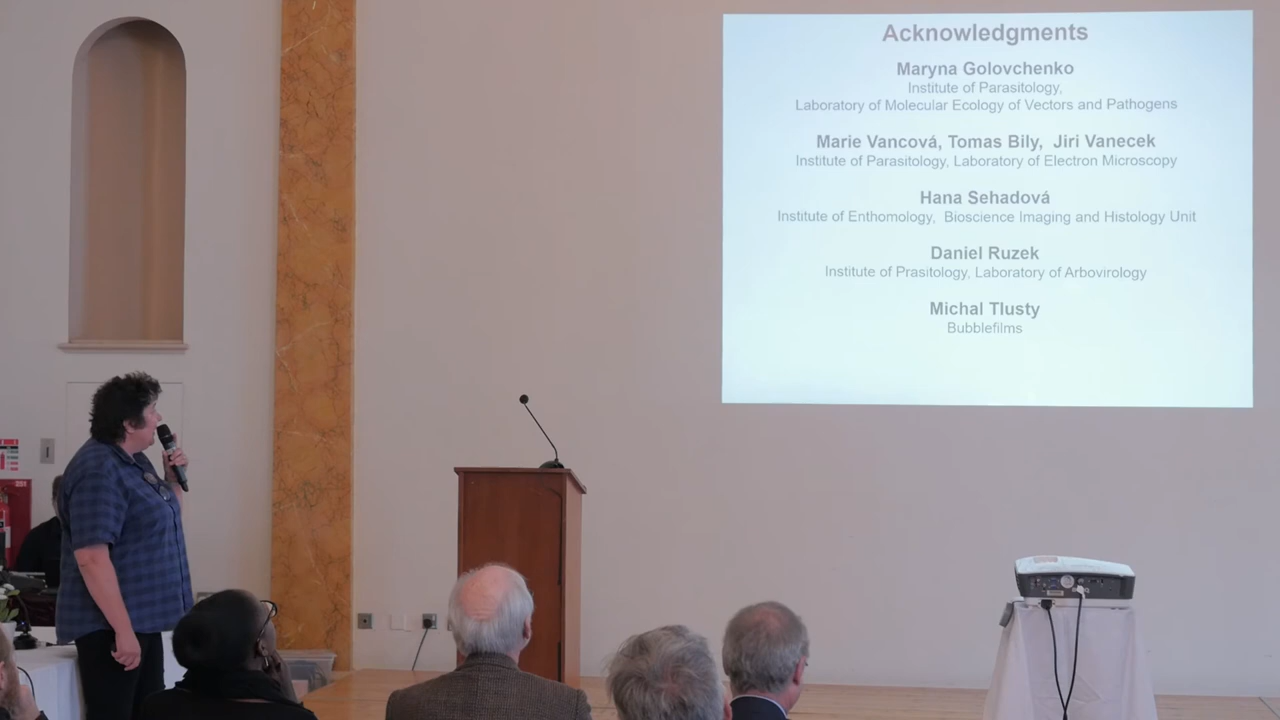 Acknowledgments
Maryna Golovchenko
Institute of Parasitology,
Laboratory of Molecular Ecology of Vectors and Pathogens
Marie Vancová, Tomas Bily, Jiri Vanecek
Institute of Parasitology, Laboratory of Electron Microscopy
Hana Sehadová
Institute of Enthomology, Bioscience Imaging and Histology Unit
Daniel Ruzek
Institute of Prasitology, Laboratory of Arbovirology
Michal Tlusty
Bubblefilms